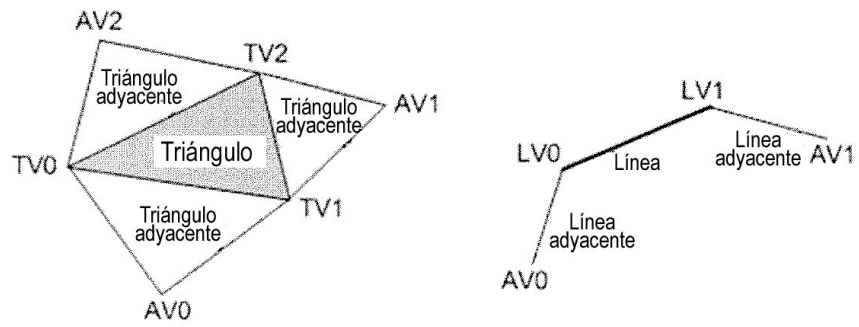 AV2
TV2
Triángulo
adyacente
Triángulo
adyacente
AV1
TV0
Triángulo
TV1
Triángulo
adyacente
AV0
LV1
LV0
Línea
Línea
adyacente
AV1
Línea
adyacente
AV0